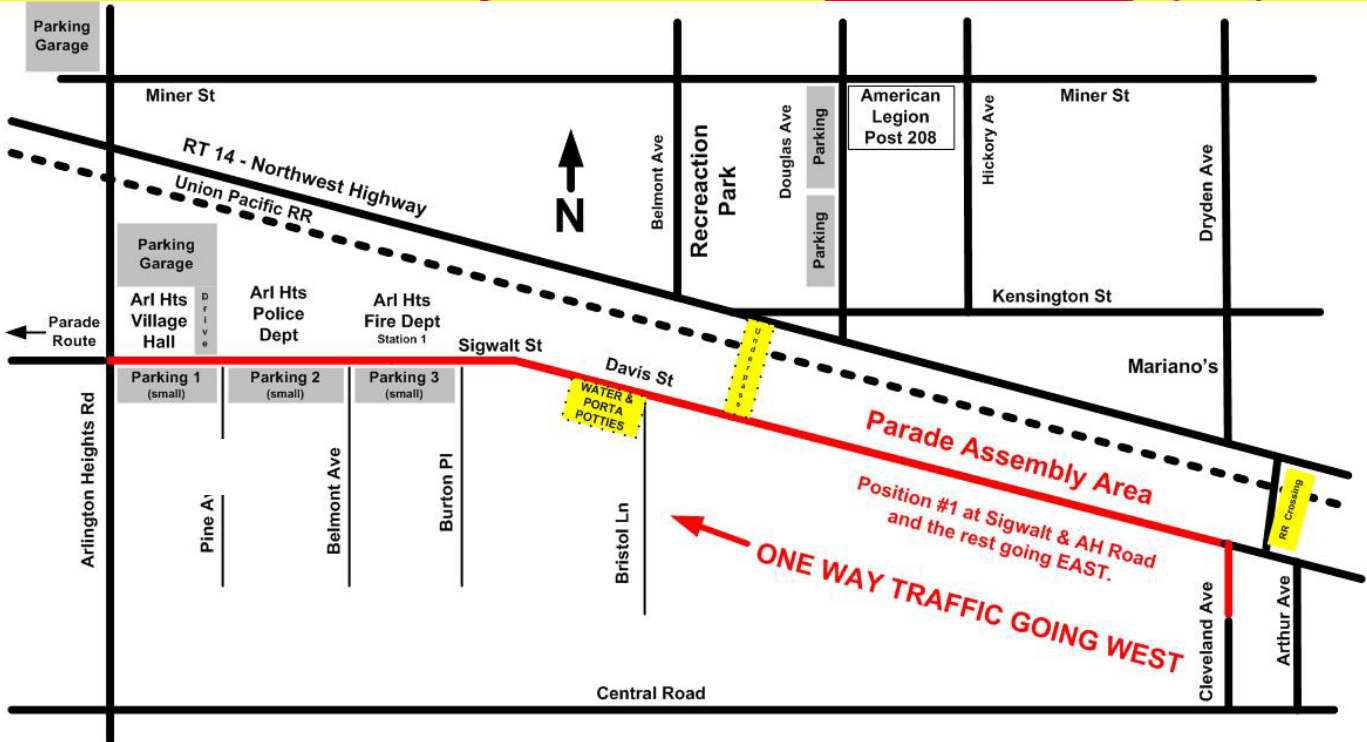 Parking
Garage
Miner St
American
Legion
Post 208
Miner St
RT 14 - Northwest Highway
Union Pacific RR
N
Belmont Ave
Recreaction
Park
Douglas Ave
Parking
Parking
Hickory Ave
Dryden Ave
Parking
Garage
Arl Hts
Village
Hall
Drive
Arl Hts
Police
Dept
Arl Hts
Fire Dept
Station 1
Kensington St
Parade
Route
Sigwalt St
Underpass
Mariano's
Davis St
Parking 1
(small)
Parking 2
(small)
Parking 3
(small)
WATER &
PORTA
POTTIES
Parade Assembly Area
Position #1 at Sigwalt & AH Road
and the rest going EAST.
RR Crossing
Arlington Heights Rd
Pine Av
Belmont Ave
Burton Pl
Bristol Ln
ONE WAY TRAFFIC GOING WEST
Cleveland Ave
Arthur Ave
Central Road